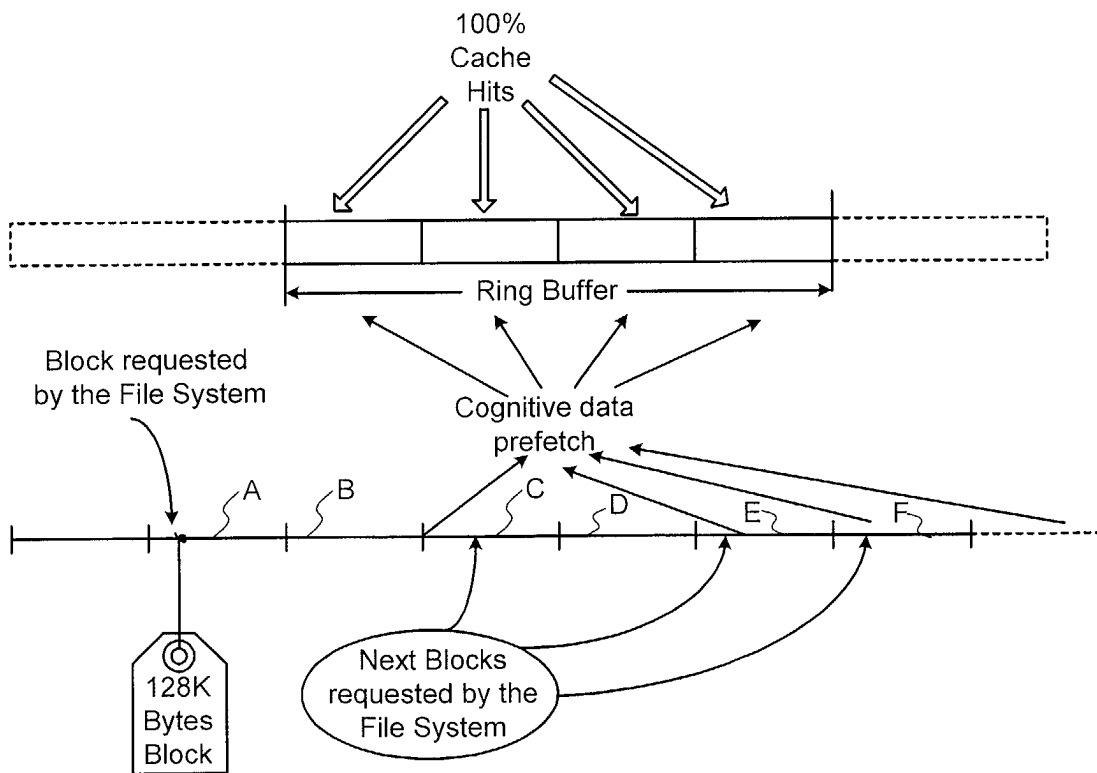 100%
Cache
Hits
Ring Buffer
Block requested
by the File System
Cognitive data
prefetch
A
B
C
D
E
F
128K
Bytes
Block
Next Blocks
requested by the
File System